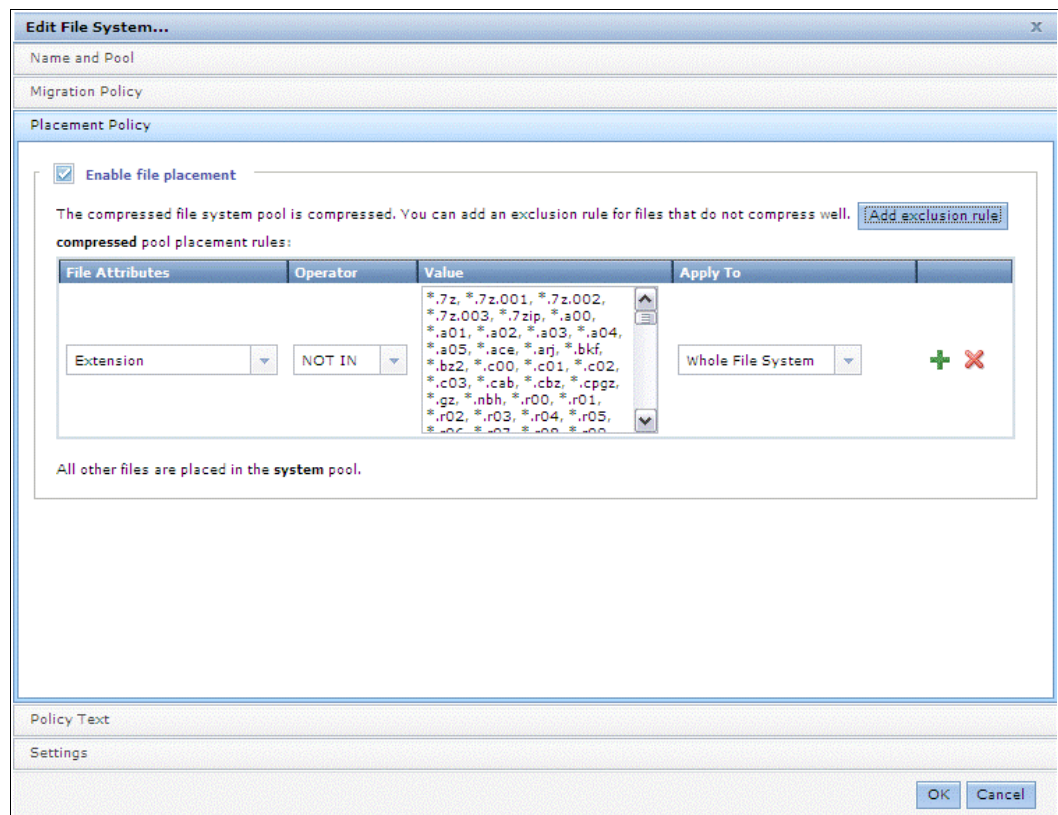 Edit File System...
x
Name and Pool
Migration Policy
Placement Policy
Enable file placement
The compressed file system pool is compressed. You can add an exclusion rule for files that do not compress well. Add exclusion rule
compressed pool placement rules:
File Attributes Operator Value Apply To
Extension NOT IN Whole File System
*.7z, *.7z.001, *.7z.002,
*.7z.003, *.7zip, *.a00,
*.a01, *.a02, *.a03, *.a04,
*.a05, *.ace, *.arj, *.bkf,
*.bz2, *.c00, *.c01, *.c02,
*.c03, *.cab, *.cbz, *.cpgz,
*.gz, *.nbh, *.r00, *.r01,
*.r02, *.r03, *.r04, *.r05,
*.r06, *.r07, *.r08, *.r09,
All other files are placed in the system pool.
Policy Text
Settings
OK Cancel